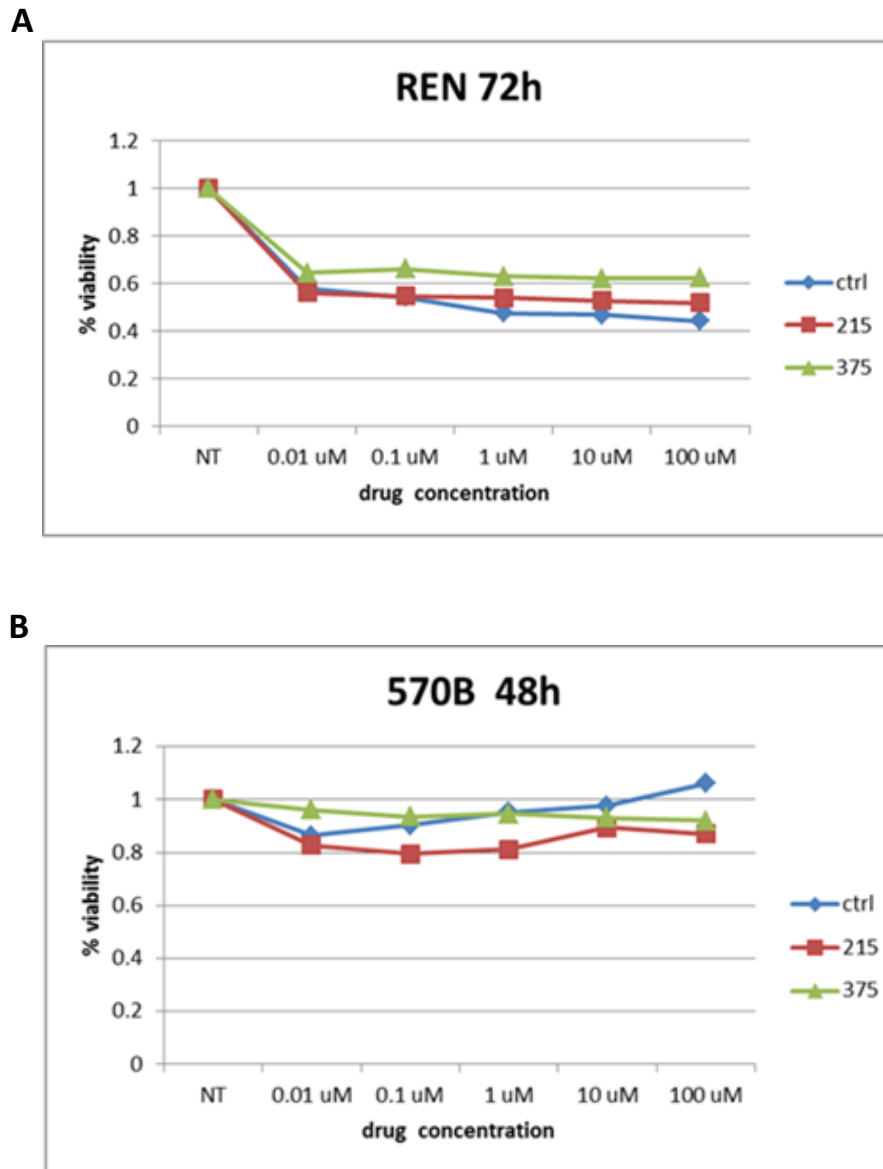 A
REN 72h
1.2
1
0.8
0.6
0.4
0.2
0
% viability
NT 0.01 uM 0.1 uM 1 uM 10 uM 100 uM
drug concentration
ctrl
215
375
B
570B 48h
1.2
1
0.8
0.6
0.4
0.2
0
% viability
NT 0.01 uM 0.1 uM 1 uM 10 uM 100 uM
drug concentration
ctrl
215
375